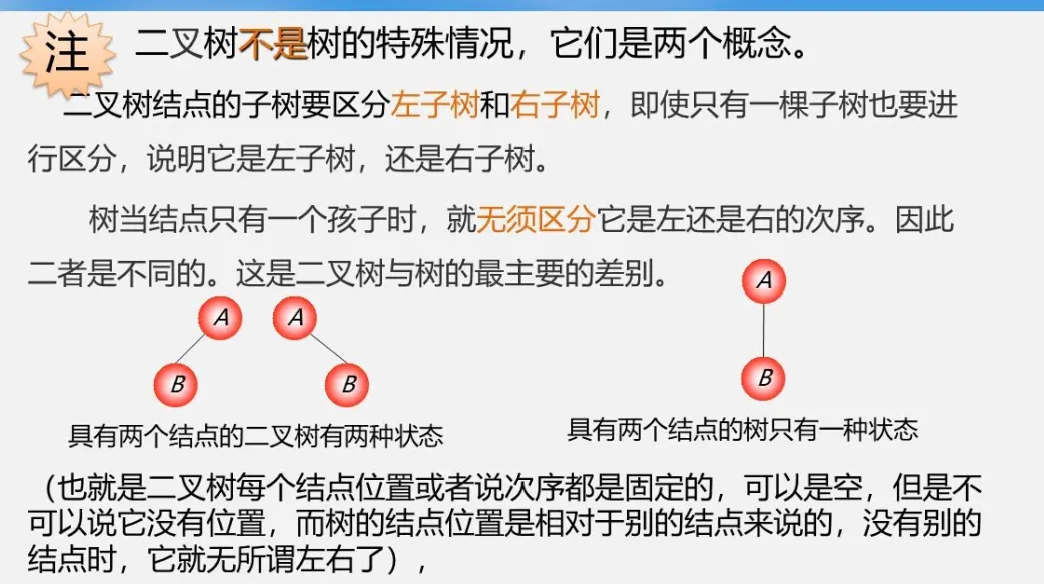 注
二叉树不是树的特殊情况，它们是两个概念。
二叉树结点的子树要区分左子树和右子树，即使只有一棵子树也要进
行区分，说明它是左子树，还是右子树。
树当结点只有一个孩子时，就无须区分它是左还是右的次序。因此
二者是不同的。这是二叉树与树的最主要的差别。
A
A
A
B
B
B
具有两个结点的二叉树有两种状态
具有两个结点的树只有一种状态
（也就是二叉树每个结点位置或者说次序都是固定的，可以是空，但是不
可以说它没有位置，而树的结点位置是相对于别的结点来说的，没有别的
结点时，它就无所谓左右了），